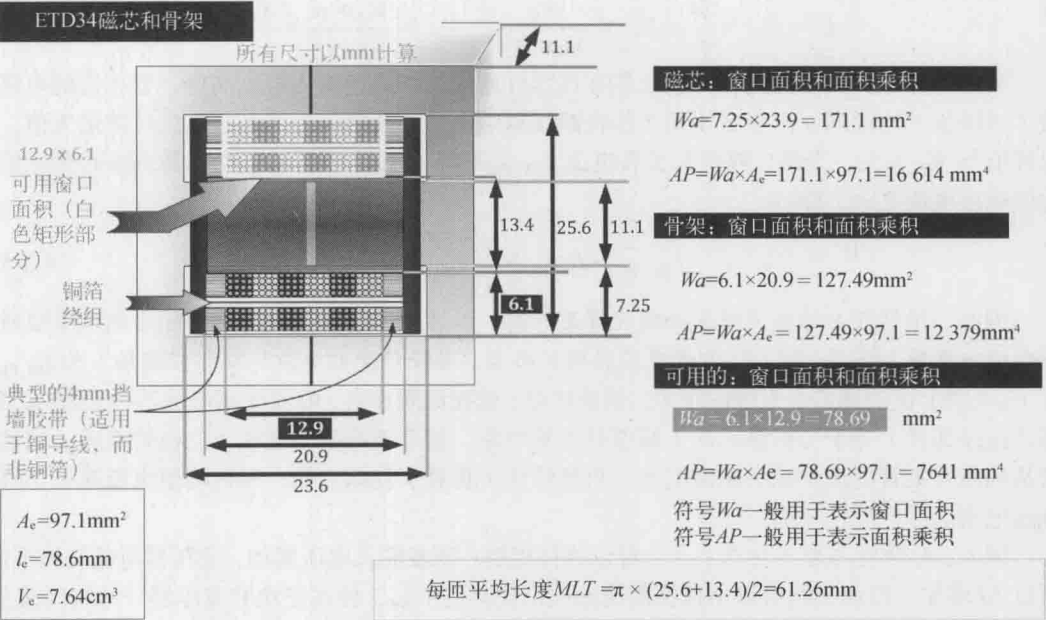 ETD34磁芯和骨架
所有尺寸以mm计算
11.1
12.9 x 6.1
可用窗口
面积（白
色矩形部
分）
铜箔
绕组
典型的4mm挡
墙胶带（适用
于铜导线，而
非铜箔）
13.4
25.6
11.1
6.1
7.25
12.9
20.9
23.6
Ae=97.1mm²
le=78.6mm
Ve=7.64cm³
磁芯：窗口面积和面积乘积
Wa=7.25×23.9=171.1 mm²
AP=Wa×Ae=171.1×97.1=16 614 mm⁴
骨架：窗口面积和面积乘积
Wa=6.1×20.9=127.49mm²
AP=Wa×Ae=127.49×97.1=12 379mm⁴
可用的：窗口面积和面积乘积
Wa=6.1×12.9=78.69 mm²
AP=Wa×Ae=78.69×97.1=7641 mm⁴
符号Wa一般用于表示窗口面积
符号AP一般用于表示面积乘积
每匝平均长度MLT =π×(25.6+13.4)/2=61.26mm